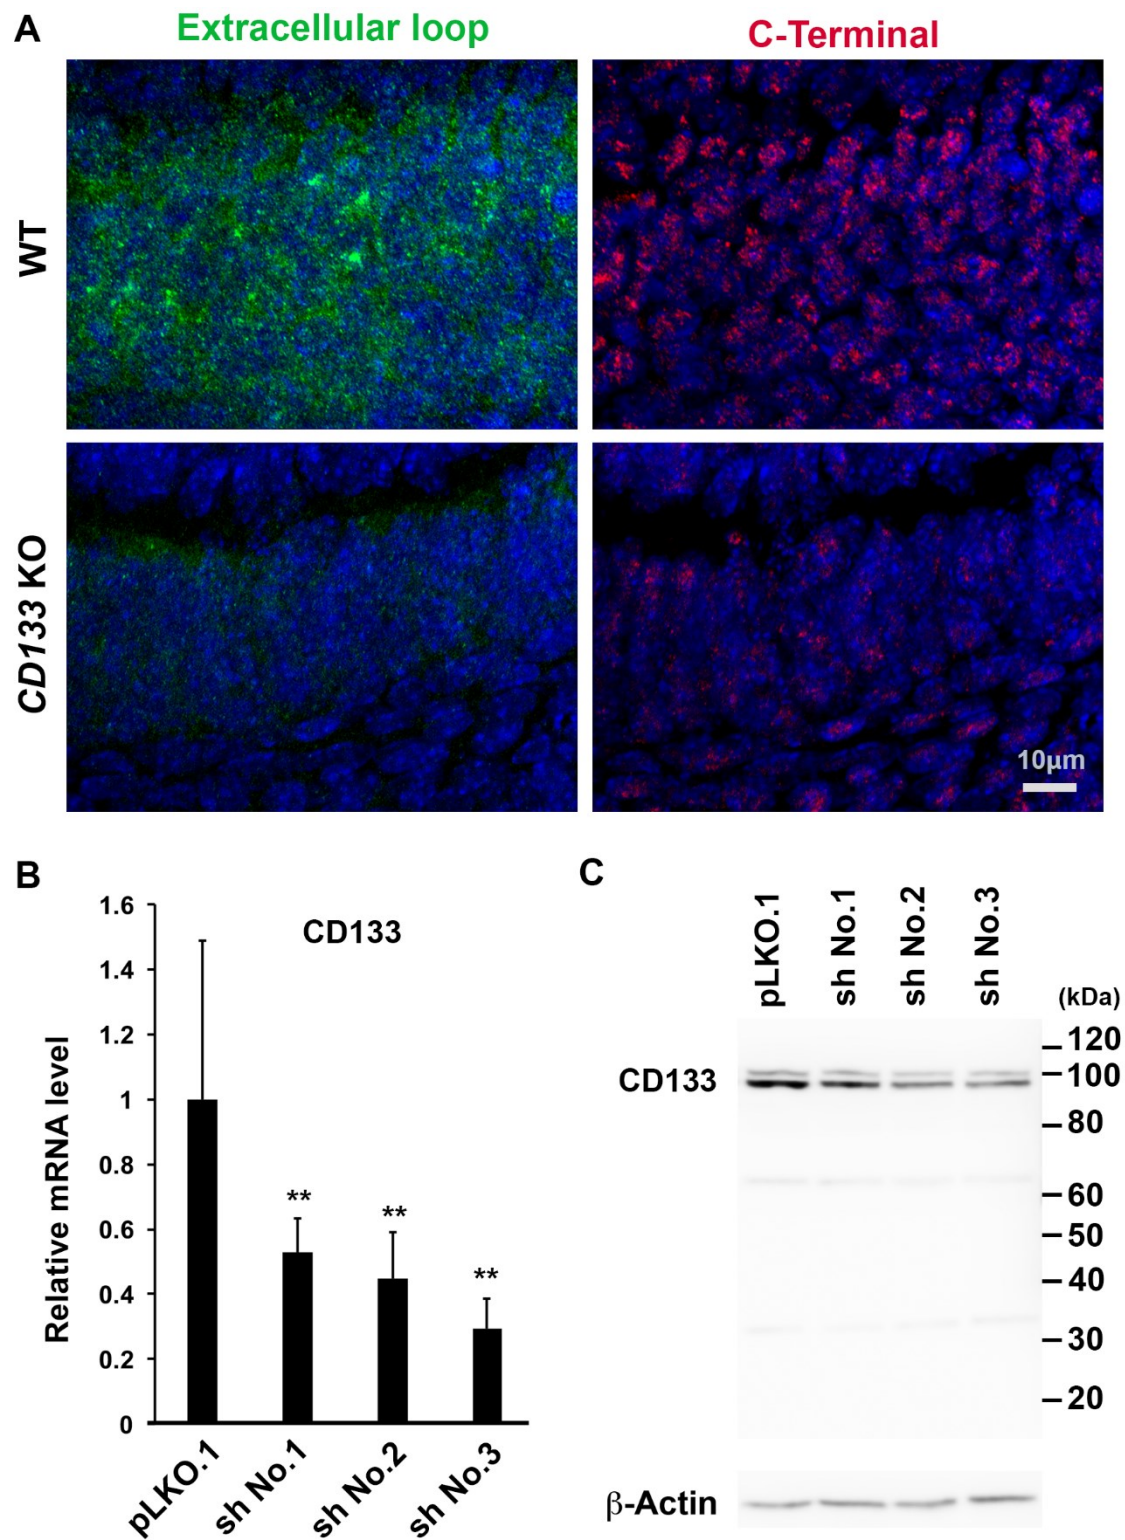 A
Extracellular loop
C-Terminal
WT
CD133 KO
10μm
B
CD133
Relative mRNA level
1.6
1.4
1.2
1
0.8
0.6
0.4
0.2
0
**
**
**
pLKO.1
sh No.1
sh No.2
sh No.3
C
pLKO.1
sh No.1
sh No.2
sh No.3
(kDa)
CD133
120
100
80
60
50
40
30
20
β-Actin